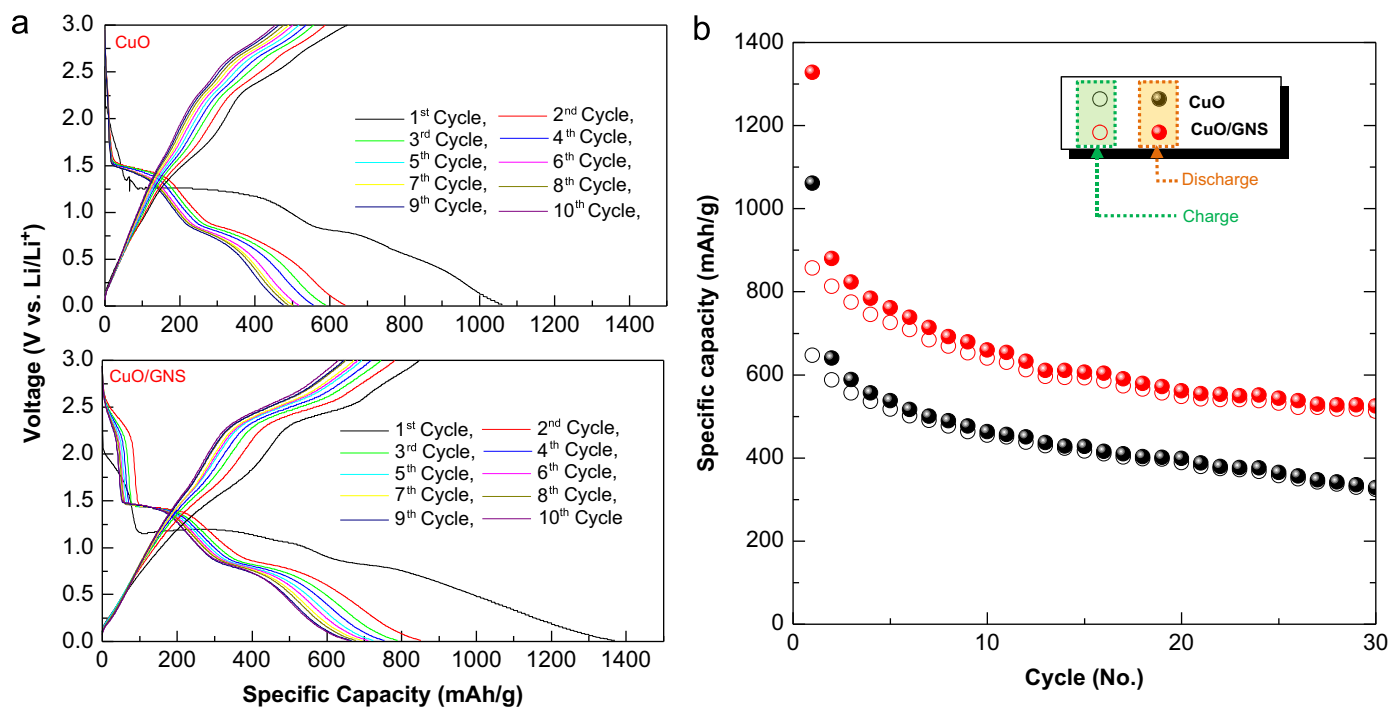 a
Voltage (V vs. Li/Li⁺)
3.0
2.5
2.0
1.5
1.0
0.5
0.0
CuO
1ˢᵗ Cycle, 2ⁿᵈ Cycle,
3ʳᵈ Cycle, 4ᵗʰ Cycle,
5ᵗʰ Cycle, 6ᵗʰ Cycle,
7ᵗʰ Cycle, 8ᵗʰ Cycle,
9ᵗʰ Cycle, 10ᵗʰ Cycle,
0 200 400 600 800 1000 1200 1400
3.0
2.5
2.0
1.5
1.0
0.5
0.0
CuO/GNS
1ˢᵗ Cycle, 2ⁿᵈ Cycle,
3ʳᵈ Cycle, 4ᵗʰ Cycle,
5ᵗʰ Cycle, 6ᵗʰ Cycle,
7ᵗʰ Cycle, 8ᵗʰ Cycle,
9ᵗʰ Cycle, 10ᵗʰ Cycle
0 200 400 600 800 1000 1200 1400
Specific Capacity (mAh/g)
b
Specific capacity (mAh/g)
1400
1200
1000
800
600
400
200
0
CuO
CuO/GNS
Discharge
Charge
0 10 20 30
Cycle (No.)